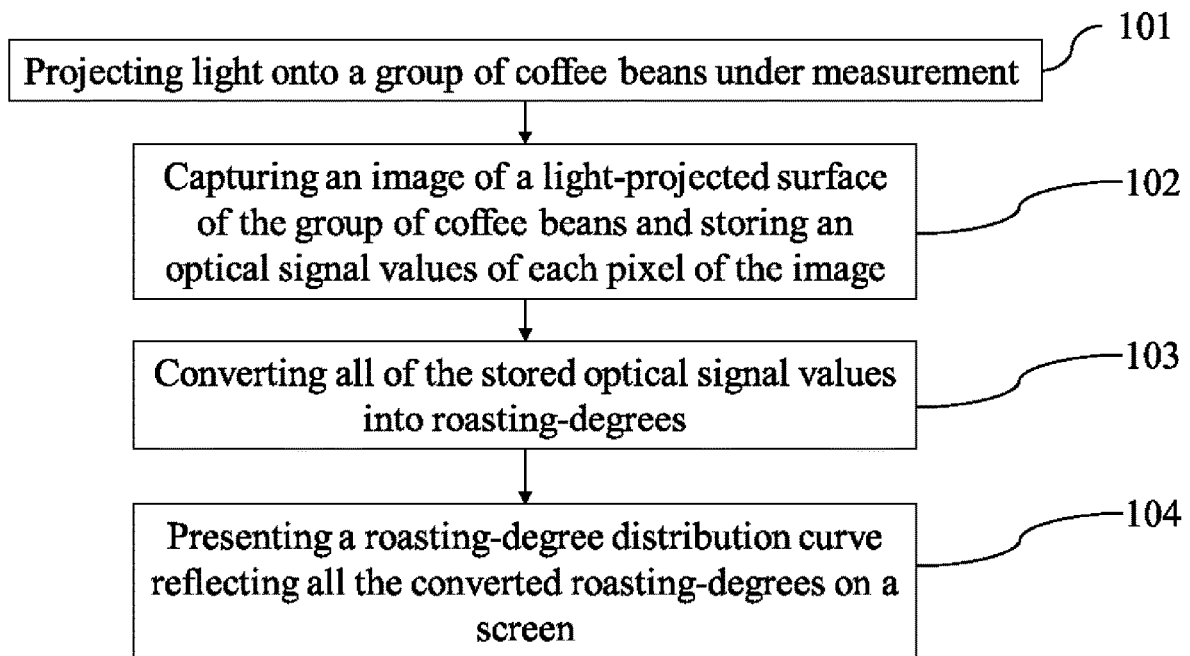 101
Projecting light onto a group of coffee beans under measurement
Capturing an image of a light-projected surface
of the group of coffee beans and storing an
optical signal values of each pixel of the image
102
Converting all of the stored optical signal values
into roasting-degrees
103
Presenting a roasting-degree distribution curve
reflecting all the converted roasting-degrees on a
screen
104